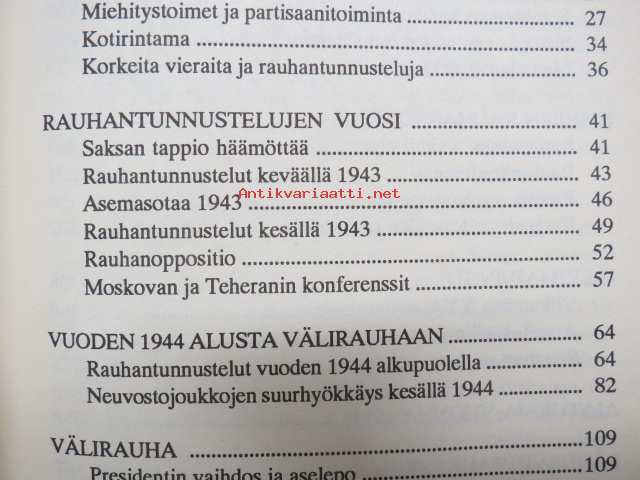 Miehitystoimet ja partisaanitoiminta ........ 27
Kotirintama ........ 34
Korkeita vieraita ja rauhantunnusteluja ........ 36
RAUHANTUNNUSTELUJEN VUOSI ........ 41
Saksan tappio häämöttää ........ 41
Rauhantunnustelut keväällä 1943 ........ 43
Antikvariaatti.net
Asemasotaa 1943 ........ 46
Rauhantunnustelut kesällä 1943 ........ 49
Rauhanoppositio ........ 52
Moskovan ja Teheranin konferenssit ........ 57
VUODEN 1944 ALUSTA VÄLIRAUHAAN ........ 64
Rauhantunnustelut vuoden 1944 alkupuolella ........ 64
Neuvostojoukkojen suurhyökkäys kesällä 1944 ........ 82
VÄLIRAUHA ........ 109
Presidentin vaihdos ja aselepo ........ 109